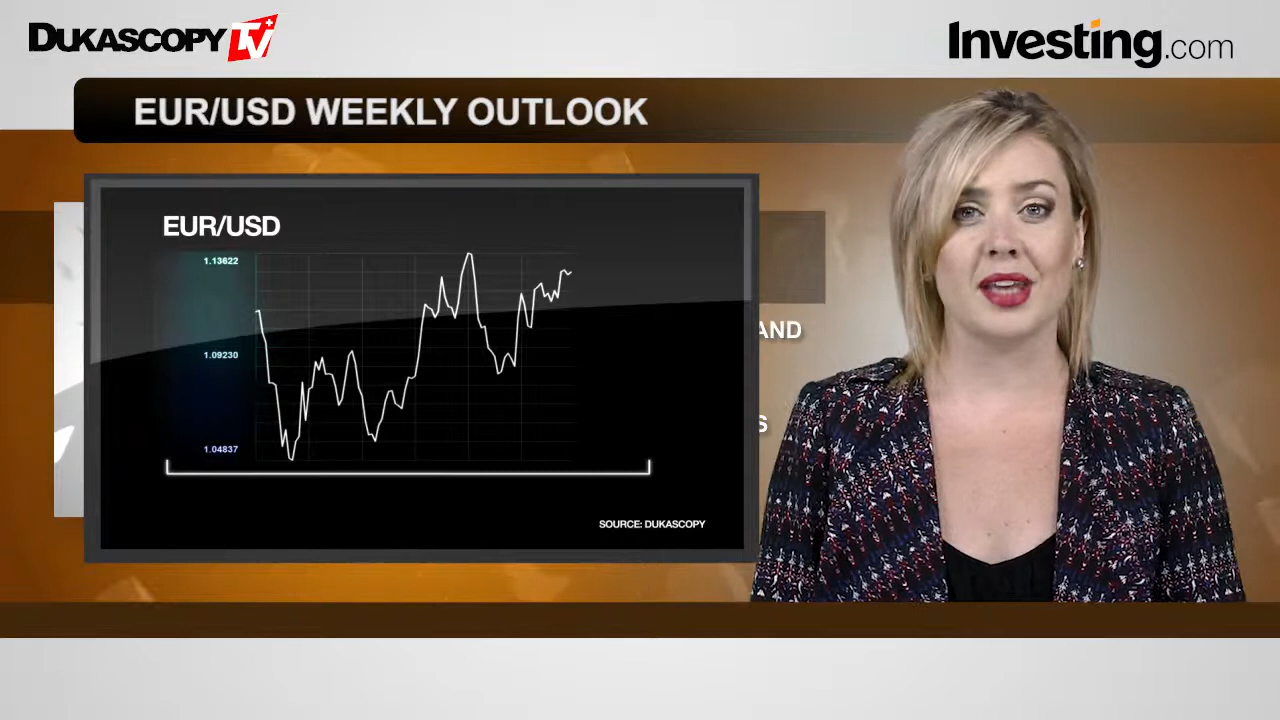 DUKASCOPY TV
Investing.com
EUR/USD WEEKLY OUTLOOK
EUR/USD
1.13622
1.09230
1.04837
AND
S
SOURCE: DUKASCOPY